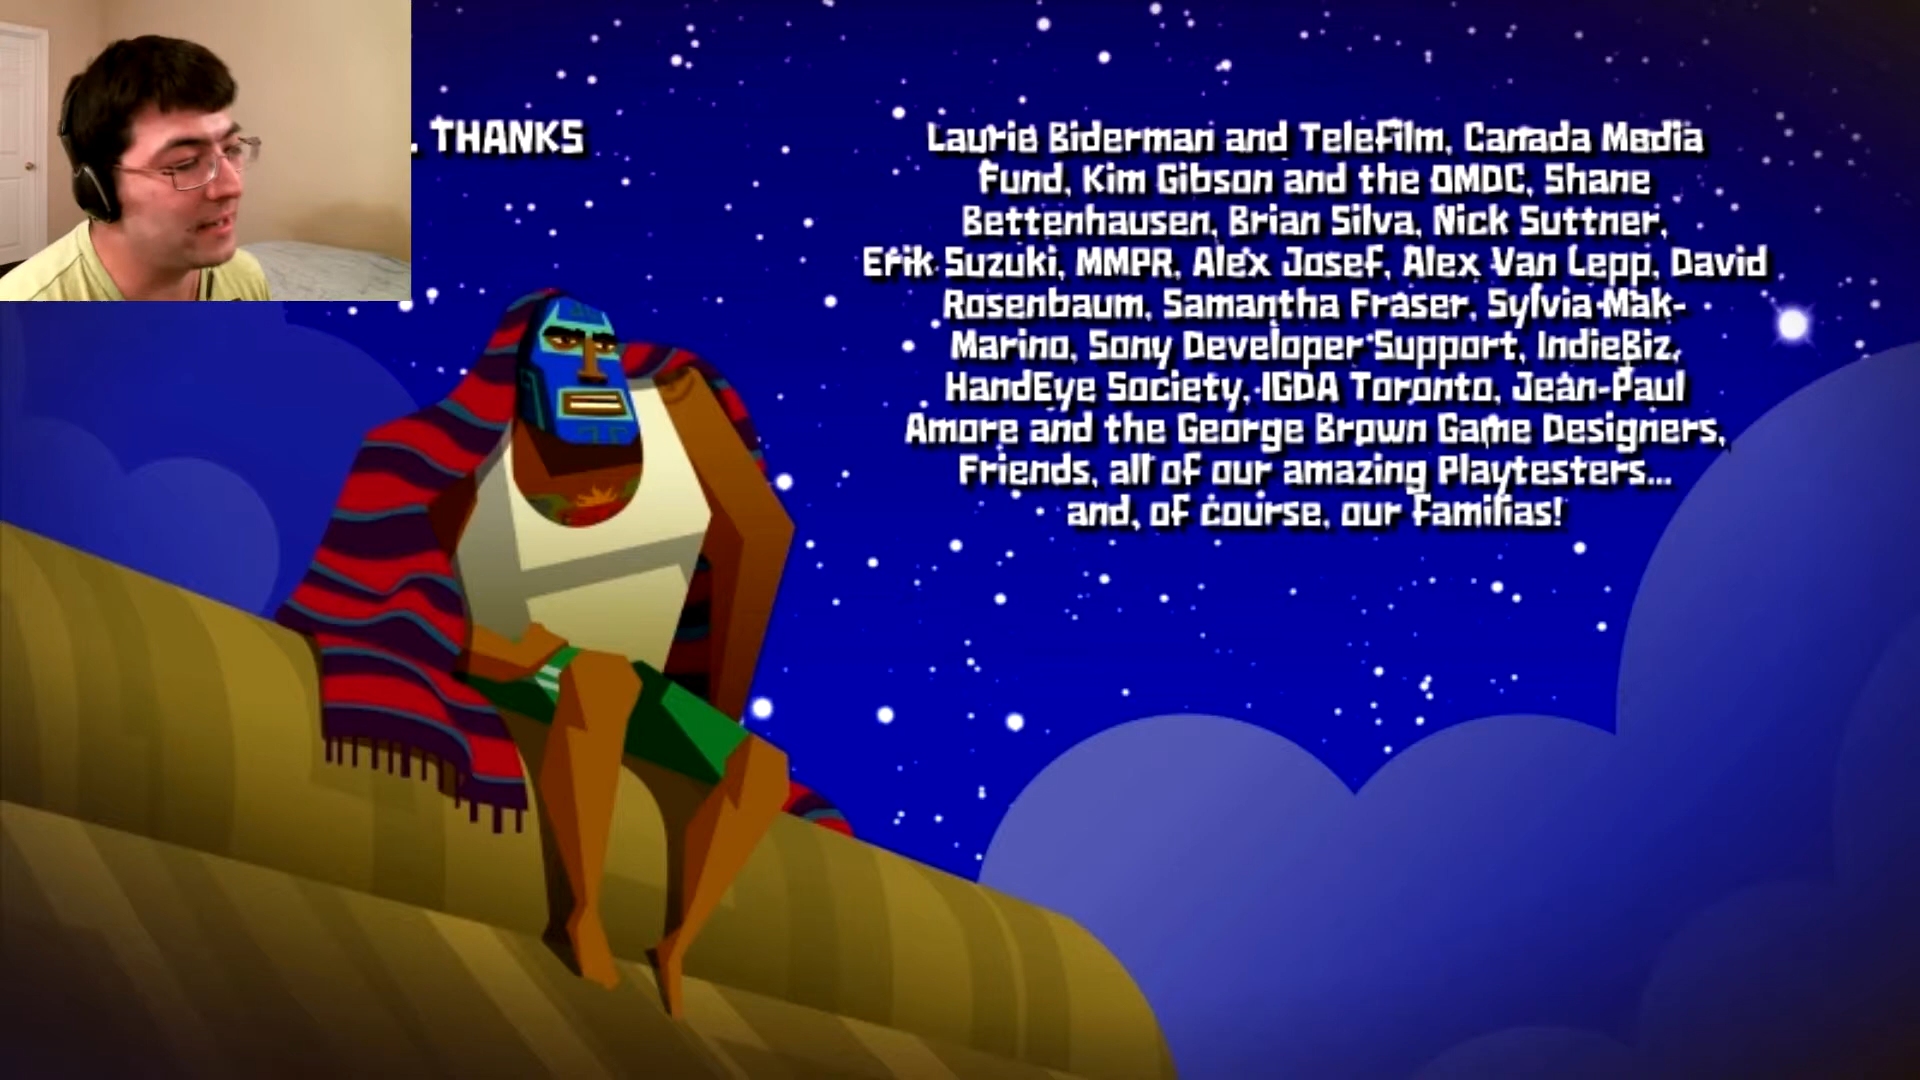 . THANKS
Laurie Biderman and Telefilm, Canada Media
Fund, Kim Gibson and the OMDC, Shane
Bettenhausen, Brian Silva, Nick Suttner,
Erik Suzuki, MMPR, Alex Josef, Alex Van Lepp, David
Rosenbaum, Samantha Fraser, Sylvia Mak-
Marino, Sony Developer Support, IndieBiz,
HandEye Society, IGDA Toronto, Jean-Paul
Amore and the George Brown Game Designers,
Friends, all of our amazing Playtesters...
and, of course, our Familias!